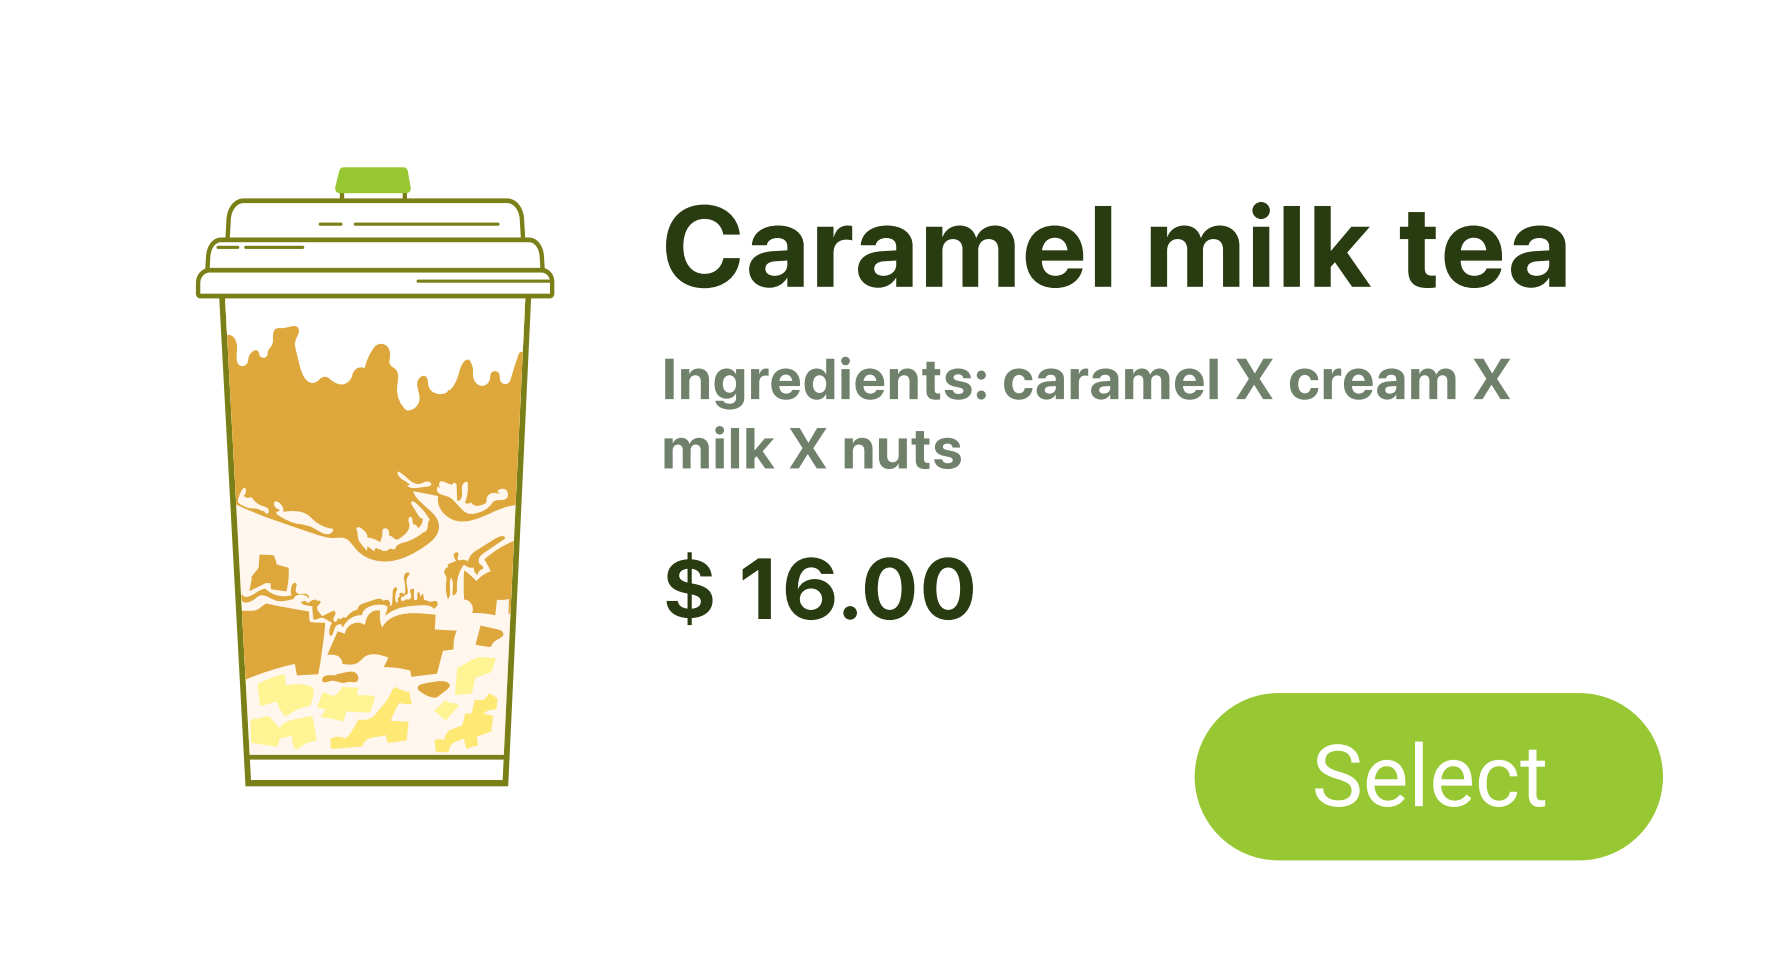 Caramel milk tea
Ingredients: caramel X cream X
milk X nuts
$ 16.00
Select